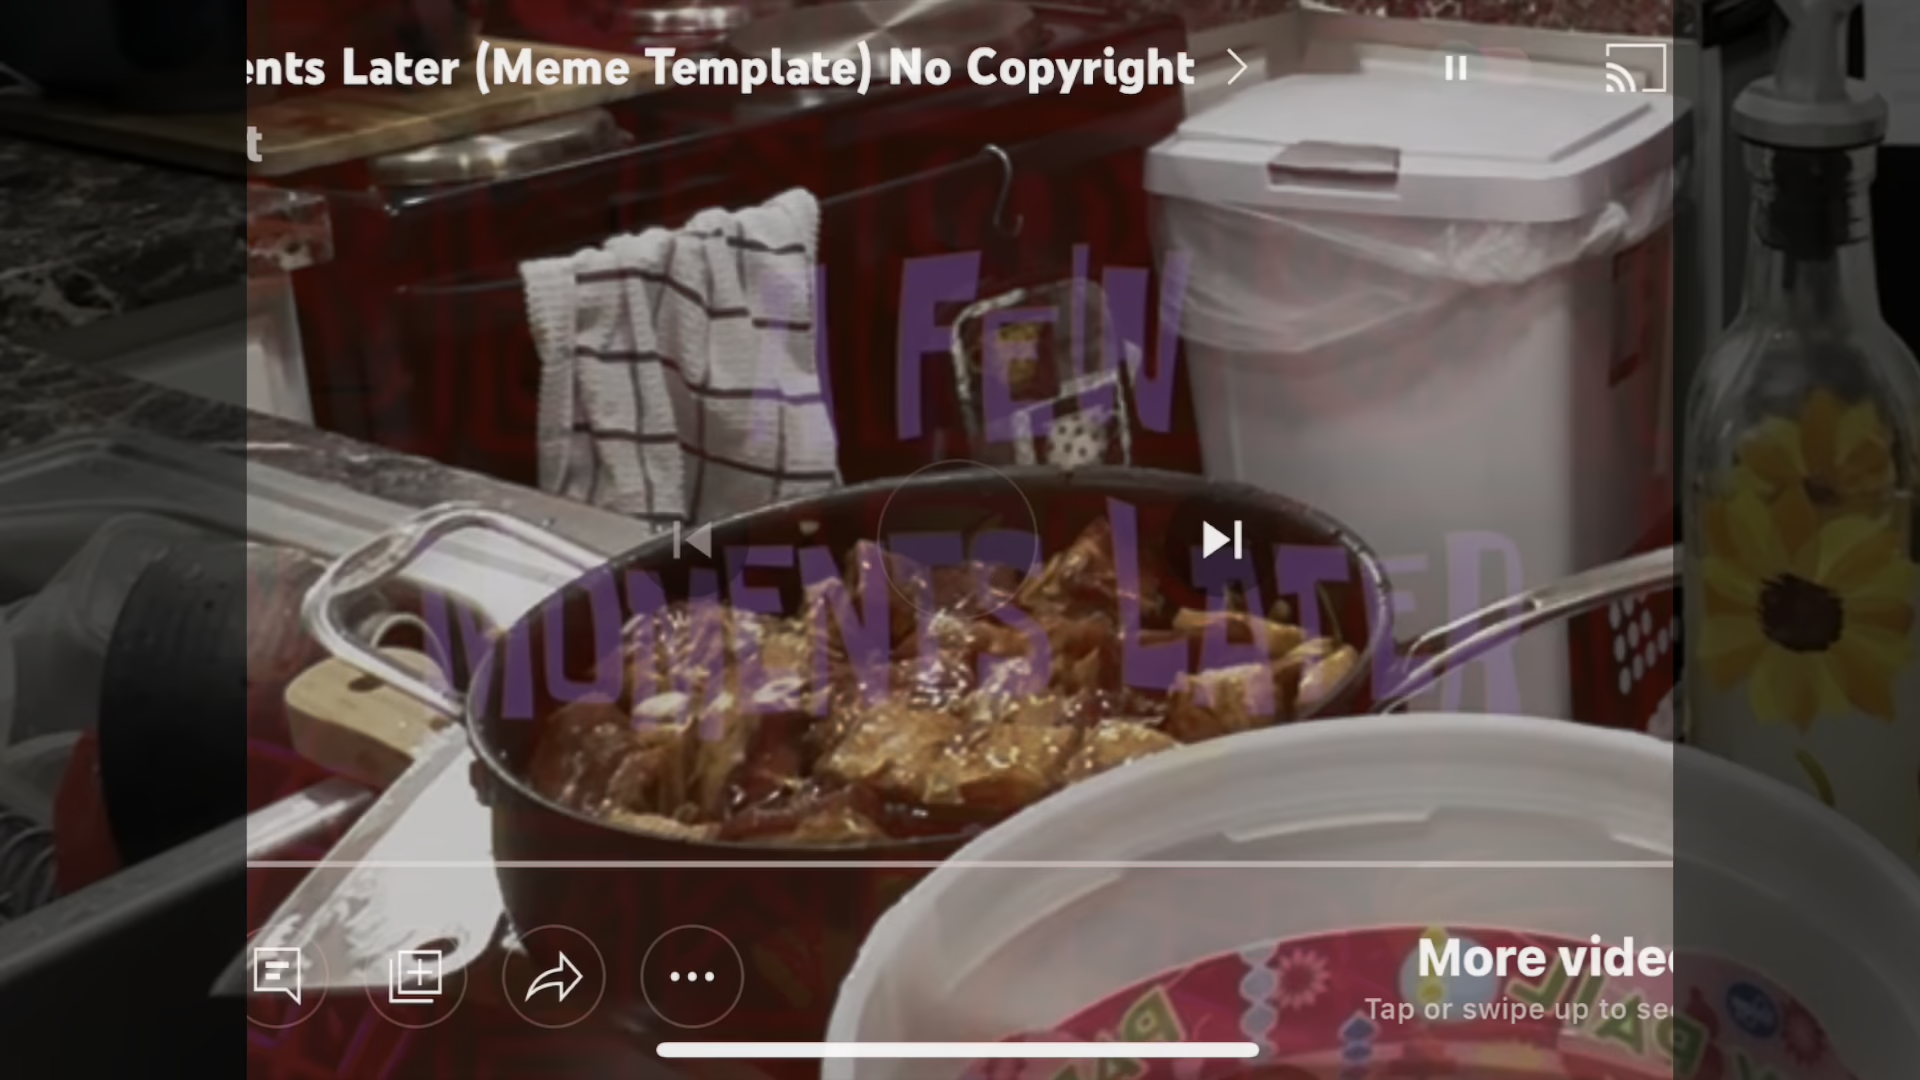 ents Later (Meme Template) No Copyright
t
A FEW
MOMENTS LATER
More vide
Tap or swipe up to se